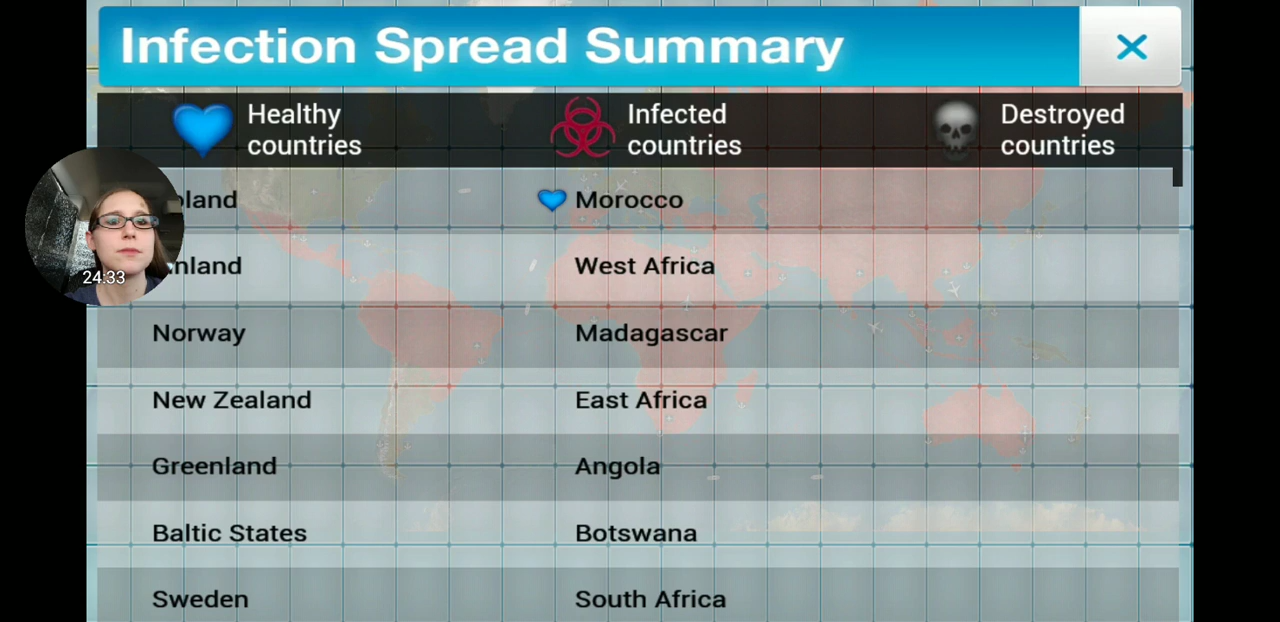 Infection Spread Summary
Healthy
countries
Infected
countries
Destroyed
countries
Morocco
24:33
West Africa
Norway
Madagascar
New Zealand
East Africa
Greenland
Angola
Baltic States
Botswana
Sweden
South Africa